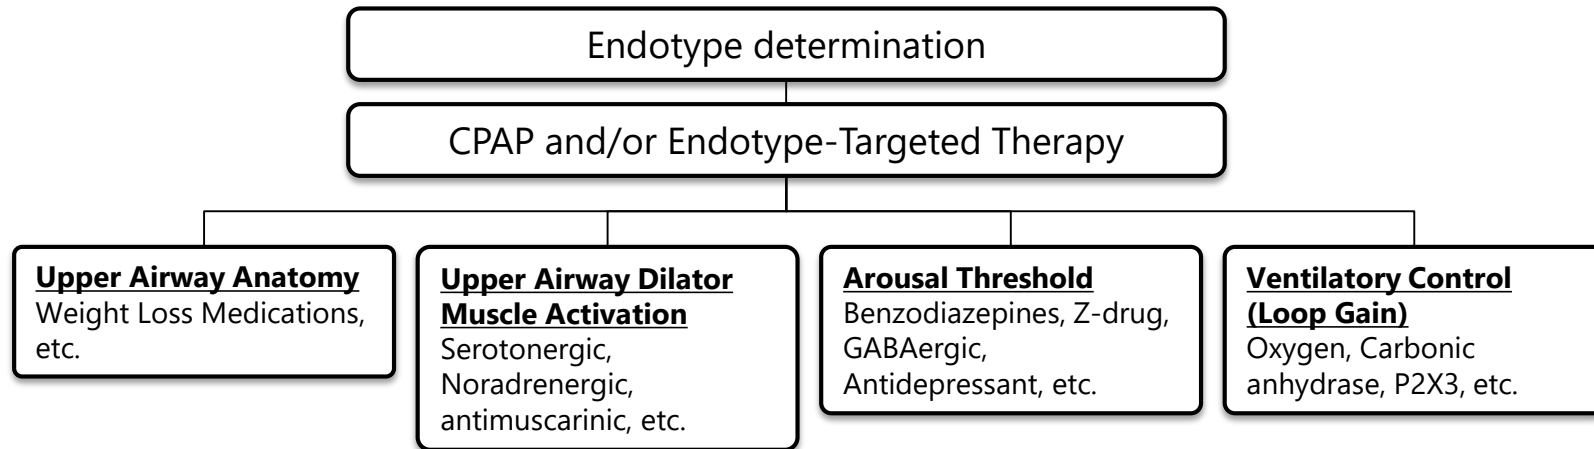 Endotype determination
CPAP and/or Endotype-Targeted Therapy
Upper Airway Anatomy
Weight Loss Medications,
etc.
Upper Airway Dilator
Muscle Activation
Serotonergic,
Noradrenergic,
antimuscarinic, etc.
Arousal Threshold
Benzodiazepines, Z-drug,
GABAergic,
Antidepressant, etc.
Ventilatory Control
(Loop Gain)
Oxygen, Carbonic
anhydrase, P2X3, etc.